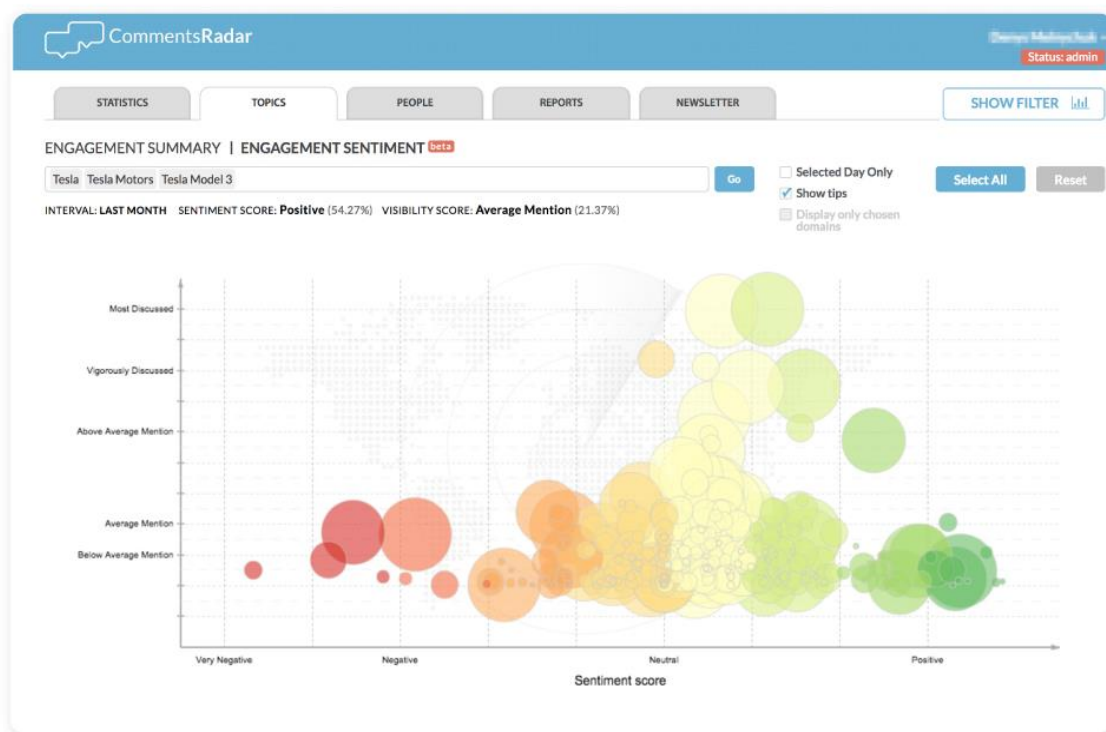 CommentsRadar
Status: admin
STATISTICS TOPICS PEOPLE REPORTS NEWSLETTER SHOW FILTER
ENGAGEMENT SUMMARY | ENGAGEMENT SENTIMENT beta
Tesla Tesla Motors Tesla Model 3 Go
Selected Day Only
Show tips
Display only chosen
domains
Select All Reset
INTERVAL: LAST MONTH SENTIMENT SCORE: Positive (54.27%) VISIBILITY SCORE: Average Mention (21.37%)
Most Discussed
Vigorously Discussed
Above Average Mention
Average Mention
Below Average Mention
Very Negative Negative Neutral Positive
Sentiment score